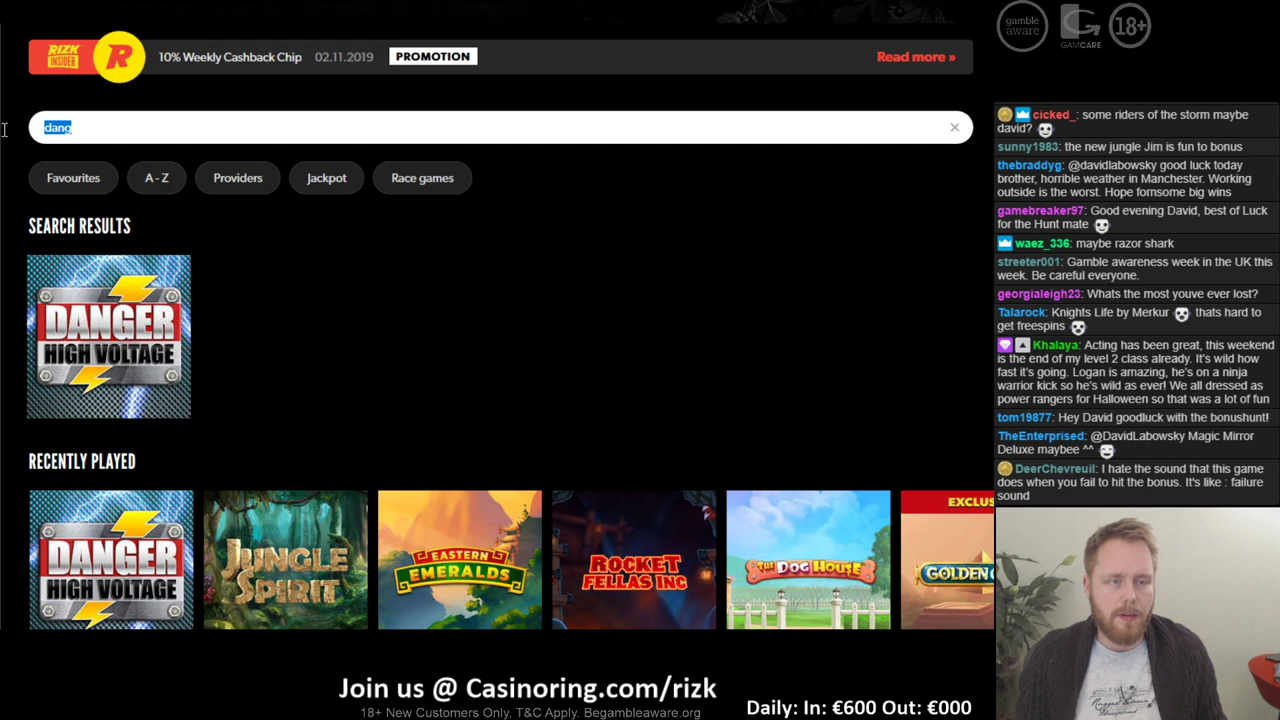 RIZK
INSIDER
R
10% Weekly Cashback Chip 02.11.2019 PROMOTION Read more »
dang
Favourites A - Z Providers Jackpot Race games
SEARCH RESULTS
DANGER
HIGH VOLTAGE
RECENTLY PLAYED
DANGER
HIGH VOLTAGE
JUNGLE
SPIRIT
EASTERN
EMERALDS
ROCKET
FELLAS INC
THE DOG HOUSE
EXCLUS
GOLDEN
Join us @ Casinoring.com/rizk
18+ New Customers Only, T&C Apply. Begambleaware.org
Daily: In: €600 Out: €000
gamble
aware
GAMCARE
18+
cicked_: some riders of the storm maybe
david?
sunny1983: the new jungle Jim is fun to bonus
thebraddyg: @davidlabowsky good luck today
brother, horrible weather in Manchester. Working
outside is the worst. Hope fornsome big wins
gamebreaker97: Good evening David, best of Luck
for the Hunt mate
waez_336: maybe razor shark
streeter001: Gamble awareness week in the UK this
week. Be careful everyone.
georgialeigh23: Whats the most youve ever lost?
Talarock: Knights Life by Merkur thats hard to
get freespins
Khalaya: Acting has been great, this weekend
is the end of my level 2 class already. It's wild how
fast it's going. Logan is amazing, he's on a ninja
warrior kick so he's wild as ever! We all dressed as
power rangers for Halloween so that was a lot of fun
tom19877: Hey David goodluck with the bonushunt!
TheEnterprised: @DavidLabowsky Magic Mirror
Deluxe maybee ^^
DeerChevreuil: I hate the sound that this game
does when you fail to hit the bonus. It's like : failure
sound